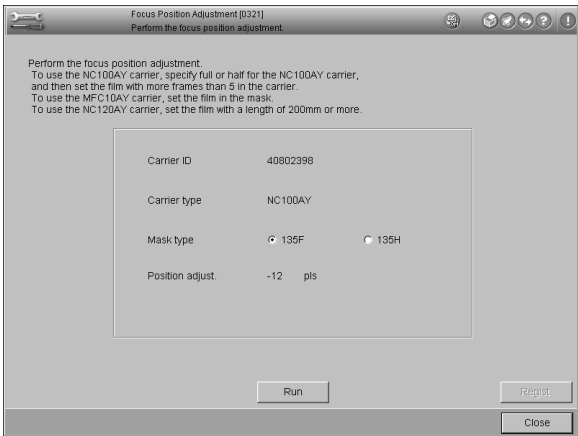 Focus Position Adjustment [0321]
Perform the focus position adjustment.
Perform the focus position adjustment.
To use the NC100AY carrier, specify full or half for the NC100AY carrier,
and then set the film with more frames than 5 in the carrier.
To use the MFC10AY carrier, set the film in the mask.
To use the NC120AY carrier, set the film with a length of 200mm or more.
Carrier ID 40802398
Carrier type NC100AY
Mask type 135F 135H
Position adjust. -12 pls
Run
Regist.
Close